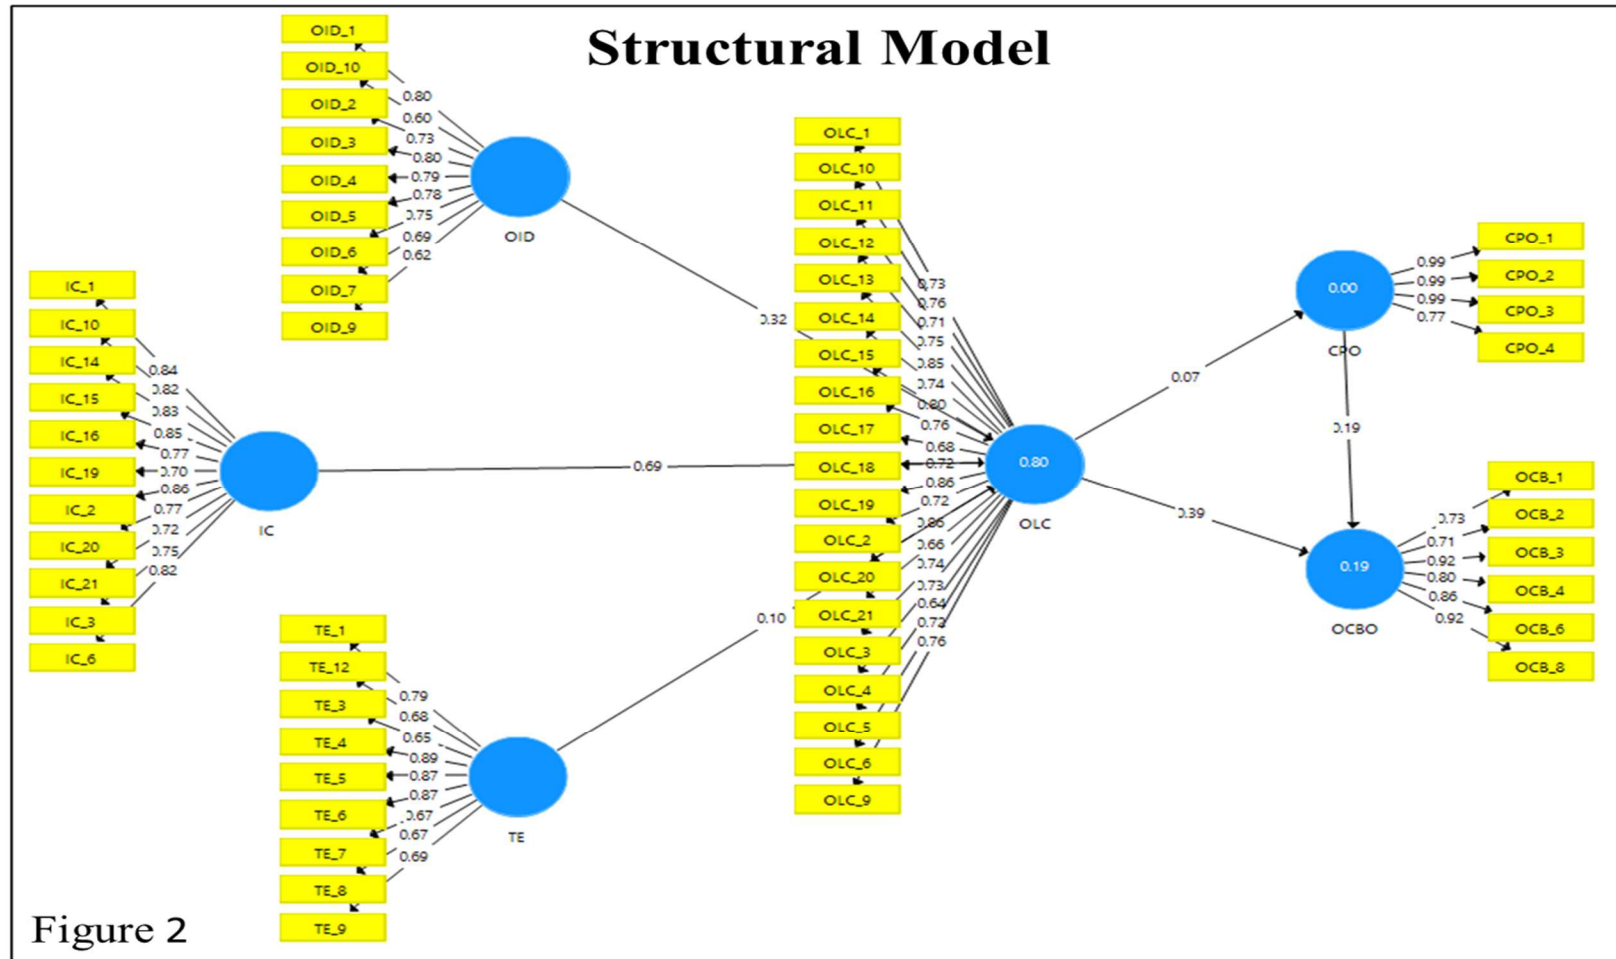 Structural Model
OID_1
OID_10
OID_2
OID_3
OID_4
OID_5
OID_6
OID_7
OID_9
0.80
0.60
0.73
0.80
0.79
0.78
0.75
0.69
0.62
OID
IC_1
IC_10
IC_14
IC_15
IC_16
IC_19
IC_2
IC_20
IC_21
IC_3
IC_6
0.84
0.82
0.83
0.85
0.77
0.70
0.86
0.77
0.72
0.75
0.82
IC
TE_1
TE_12
TE_3
TE_4
TE_5
TE_6
TE_7
TE_8
TE_9
0.79
0.68
0.65
0.89
0.87
0.87
0.67
0.67
0.69
TE
0.32
0.69
0.10
OLC_1
OLC_10
OLC_11
OLC_12
OLC_13
OLC_14
OLC_15
OLC_16
OLC_17
OLC_18
OLC_19
OLC_2
OLC_20
OLC_21
OLC_3
OLC_4
OLC_5
OLC_6
OLC_9
0.73
0.76
0.71
0.75
0.85
0.74
0.80
0.76
0.68
0.72
0.86
0.72
0.86
0.66
0.74
0.73
0.64
0.72
0.76
0.80
OLC
0.07
0.39
0.19
0.00
CPO
0.99
0.99
0.99
0.77
CPO_1
CPO_2
CPO_3
CPO_4
0.19
OCBO
0.73
0.71
0.92
0.80
0.86
0.92
OCB_1
OCB_2
OCB_3
OCB_4
OCB_6
OCB_8
Figure 2